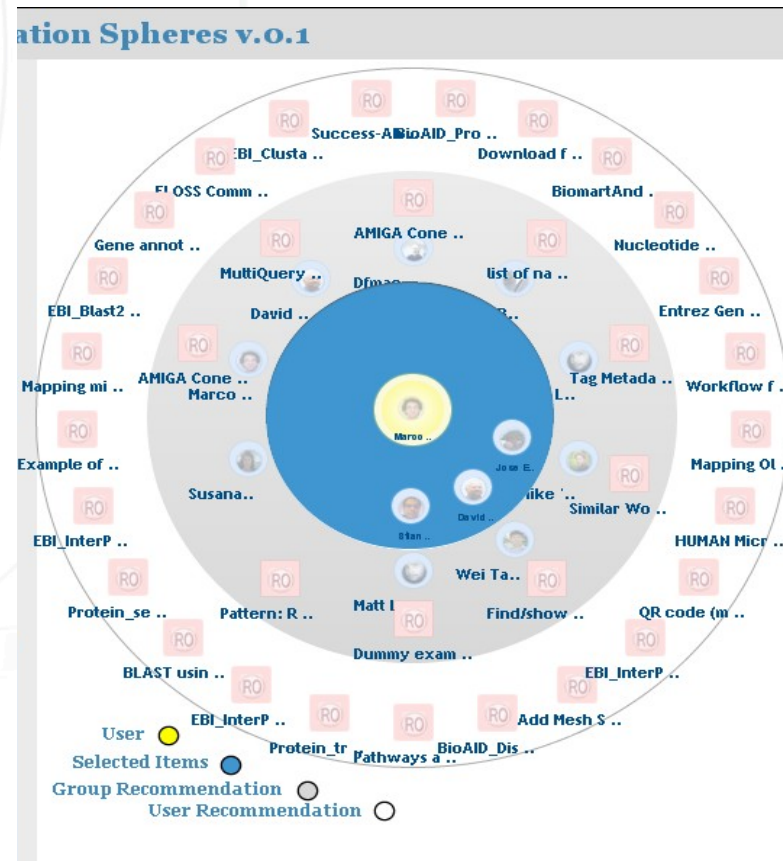 ation Spheres v.0.1
Success-A
BioAID_Pro ..
EBI_Clusta ..
Download f ..
FLOSS Comm ..
BiomartAnd .
AMIGA Cone ..
Gene annot ..
Nucleotide ..
MultiQuery ..
list of na ..
EBI_Blast2 ..
David ..
Entrez Gen ..
Mapping mi ..
AMIGA Cone ..
Marco ..
Tag Metada ..
L..
Workflow f .
Marco ..
Example of ..
Jose E.
Mapping Ol .
Susana..
like
Similar Wo ..
David ..
EBI_InterP ..
Stian ..
HUMAN Micr ..
Wei Ta..
Protein_se ..
Pattern: R ..
Matt L
Find/show ..
QR code (m ..
BLAST usin ..
Dummy exam ..
EBI_InterP ..
EBI_InterP ..
Add Mesh S ..
Protein_tr
Pathways a ..
BioAID_Dis ..
User
Selected Items
Group Recommendation
User Recommendation